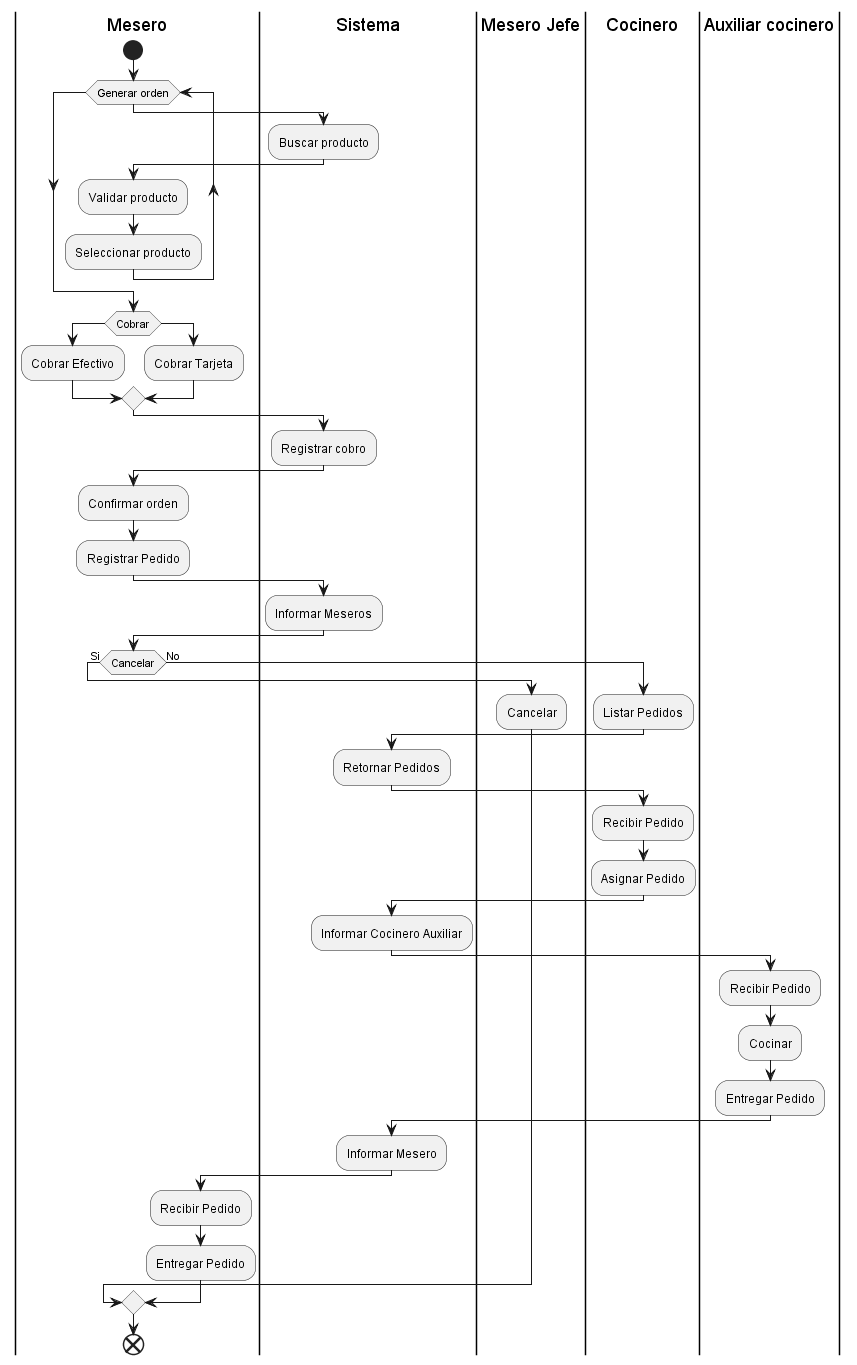 Mesero Sistema Mesero Jefe Cocinero Auxiliar cocinero
Generar orden
Buscar producto
Validar producto
Seleccionar producto
Cobrar
Cobrar Efectivo Cobrar Tarjeta
Registrar cobro
Confirmar orden
Registrar Pedido
Informar Meseros
Si Cancelar No
Cancelar Listar Pedidos
Retornar Pedidos
Recibir Pedido
Asignar Pedido
Informar Cocinero Auxiliar
Recibir Pedido
Cocinar
Entregar Pedido
Informar Mesero
Recibir Pedido
Entregar Pedido